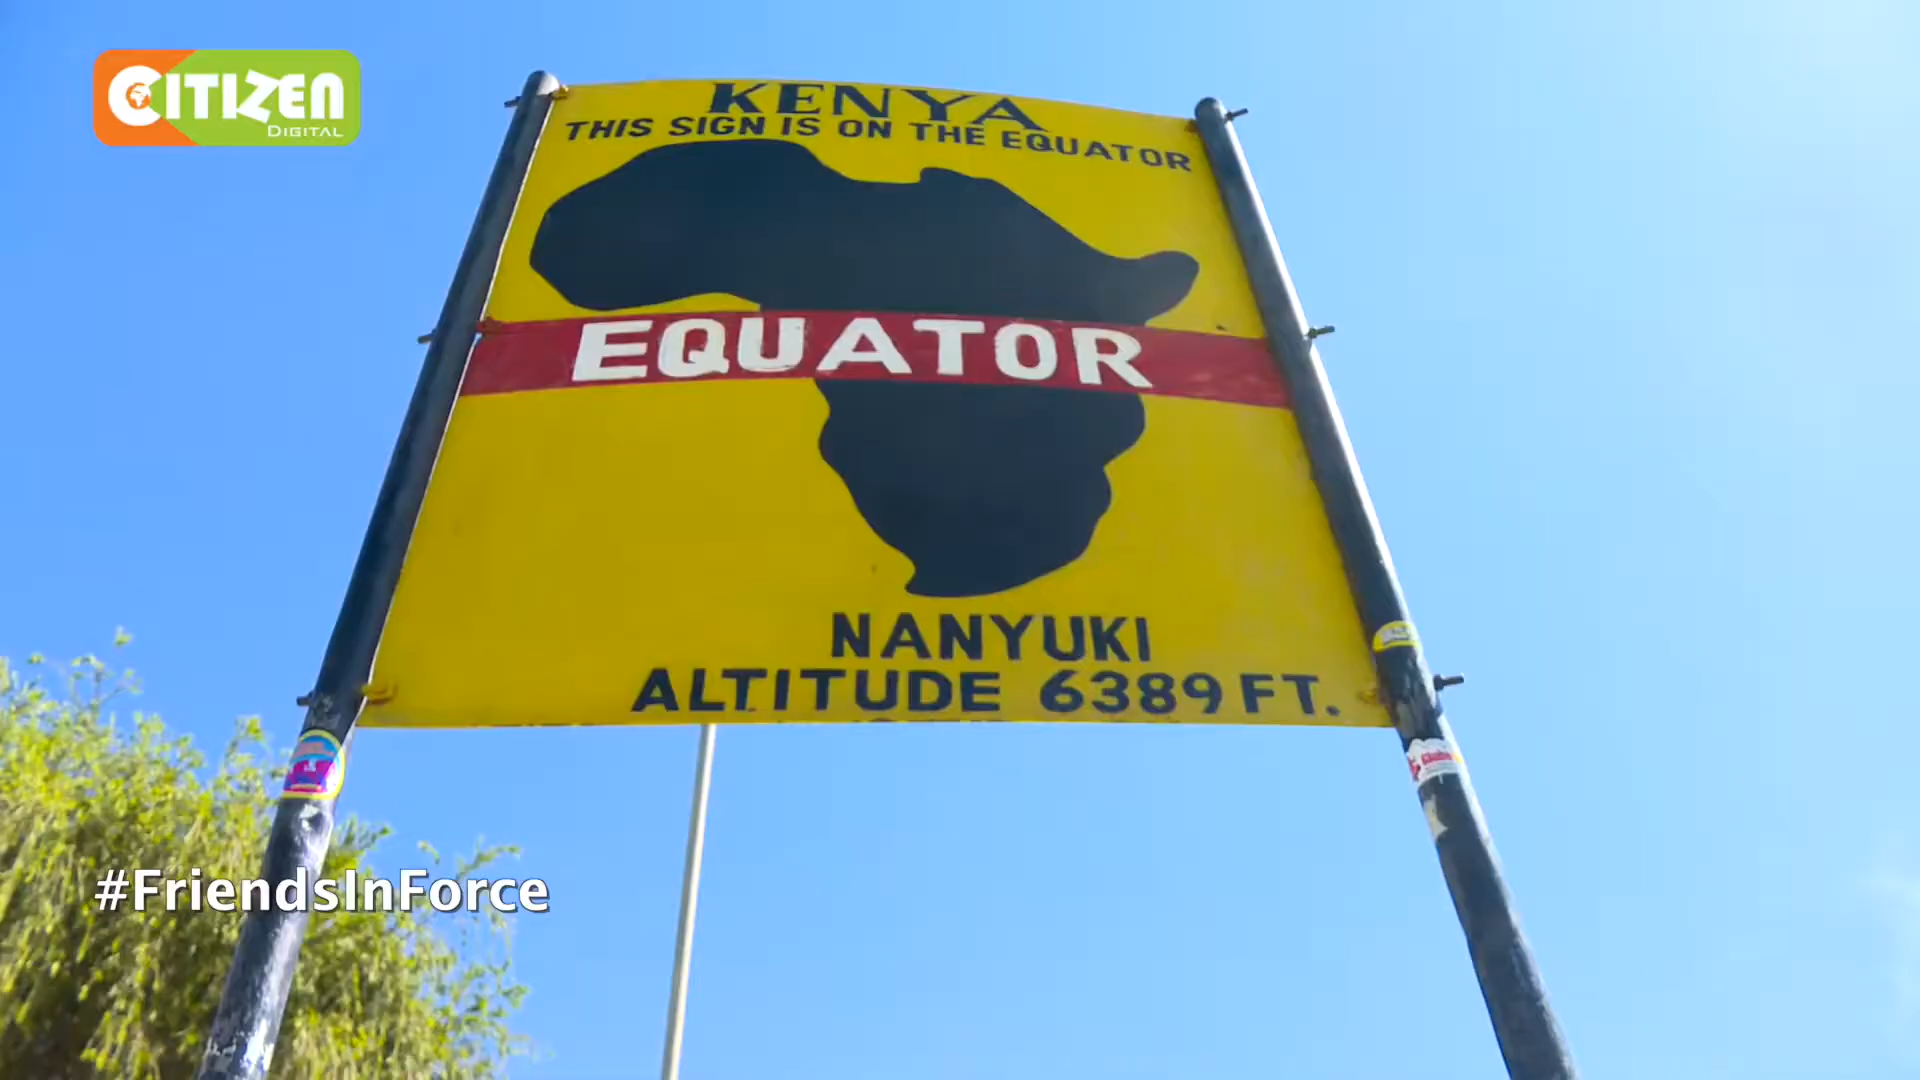 CITIZEN
DIGITAL
KENYA
THIS SIGN IS ON THE EQUATOR
EQUATOR
NANYUKI
ALTITUDE 6389 FT.
#FriendsInForce